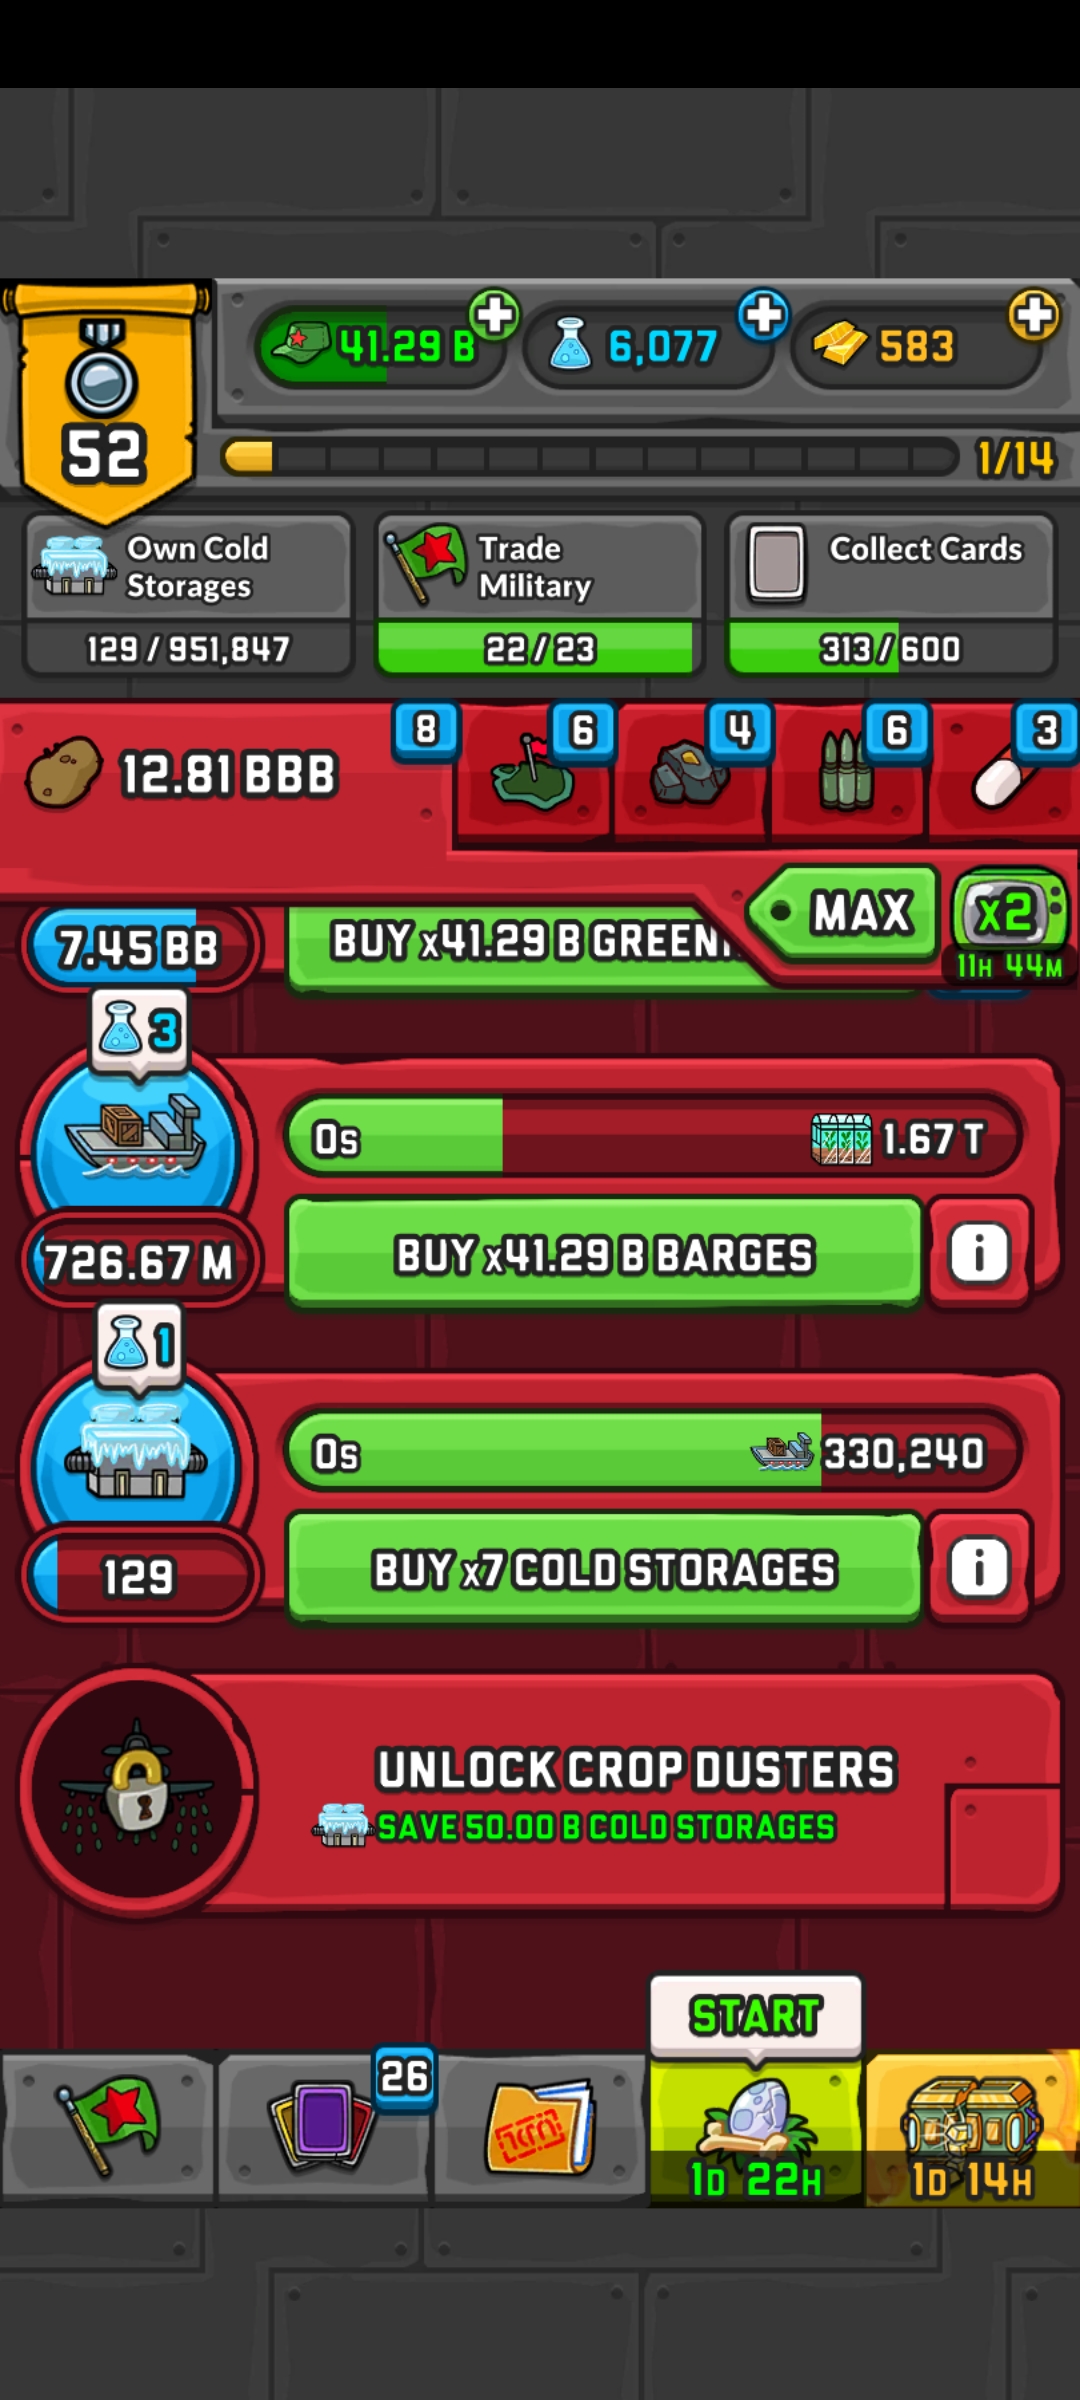 41.29 B
6,077
583
52
1/14
Own Cold
Storages
129 / 951,847
Trade
Military
22 / 23
Collect Cards
313 / 600
12.81 BBB
8
6
4
6
3
MAX
x2
11H 44M
7.45 BB
BUY x41.29 B
3
0s
1.67 T
726.67 M
BUY x41.29 B BARGES
i
1
0s
330,240
129
BUY x7 COLD STORAGES
i
UNLOCK CROP DUSTERS
SAVE 50.00 B COLD STORAGES
START
26
1D 22H
1D 14H